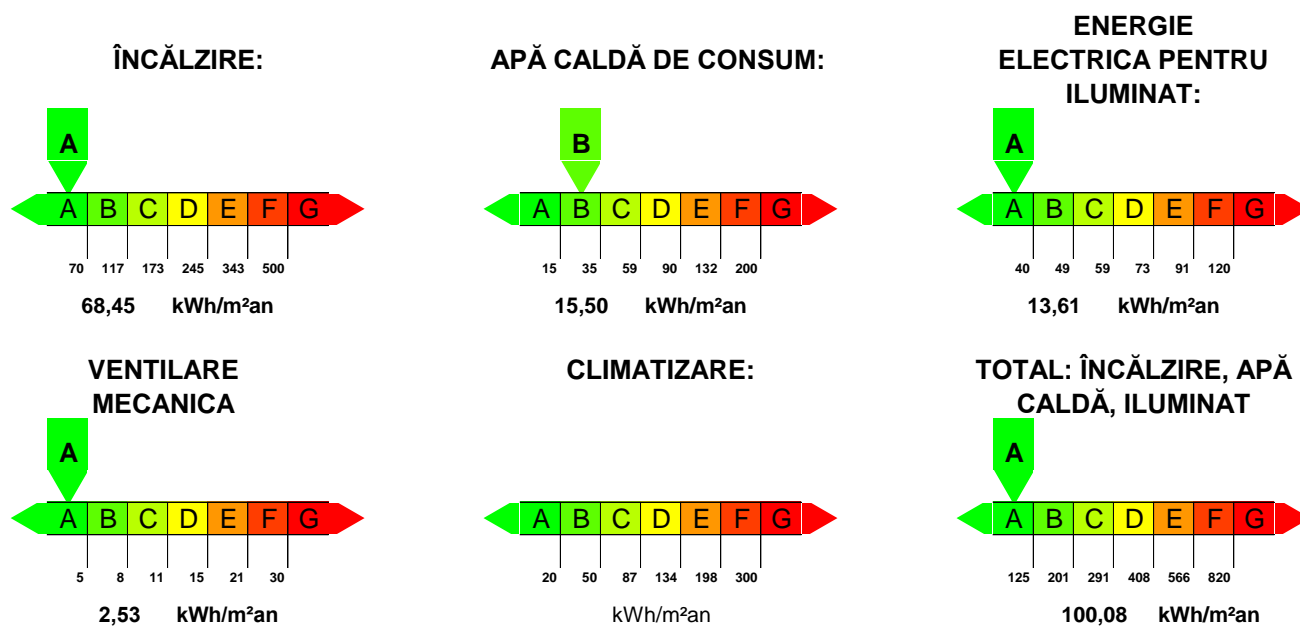 ÎNCĂLZIRE:
A
A B C D E F G
70 117 173 245 343 500
68,45 kWh/m²an
APĂ CALDĂ DE CONSUM:
B
A B C D E F G
15 35 59 90 132 200
15,50 kWh/m²an
ENERGIE
ELECTRICA PENTRU
ILUMINAT:
A
A B C D E F G
40 49 59 73 91 120
13,61 kWh/m²an
VENTILARE
MECANICA
A
A B C D E F G
5 8 11 15 21 30
2,53 kWh/m²an
CLIMATIZARE:
A B C D E F G
20 50 87 134 198 300
kWh/m²an
TOTAL: ÎNCĂLZIRE, APĂ
CALDĂ, ILUMINAT
A
A B C D E F G
125 201 291 408 566 820
100,08 kWh/m²an